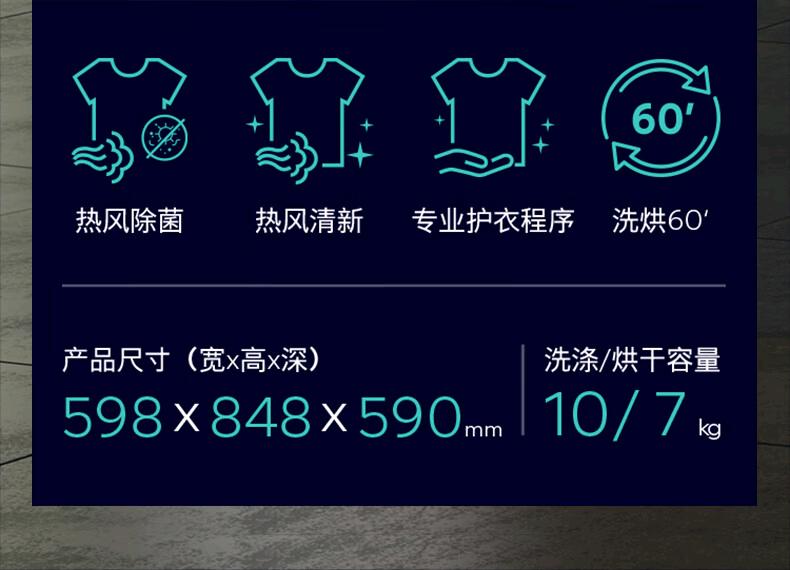 60′
热风除菌
热风清新
专业护衣程序
洗烘60′
产品尺寸（宽x高x深）
598 x 848 x 590 mm
洗涤/烘干容量
10/7 kg